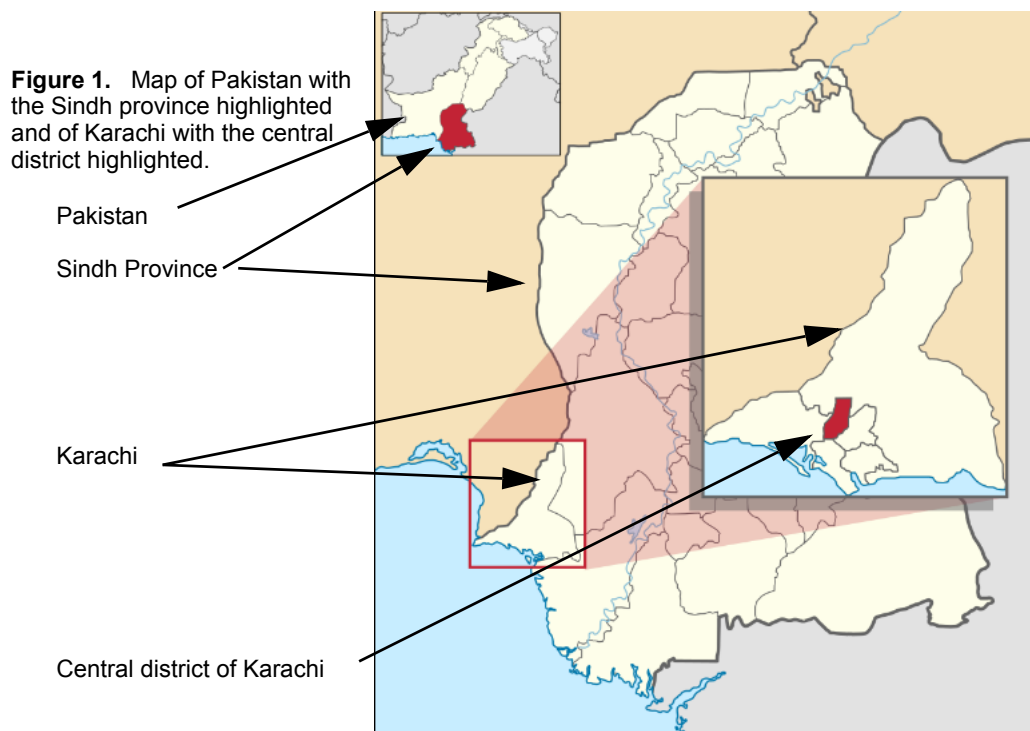 Figure 1. Map of Pakistan with
the Sindh province highlighted
and of Karachi with the central
district highlighted.
Pakistan
Sindh Province
Karachi
Central district of Karachi